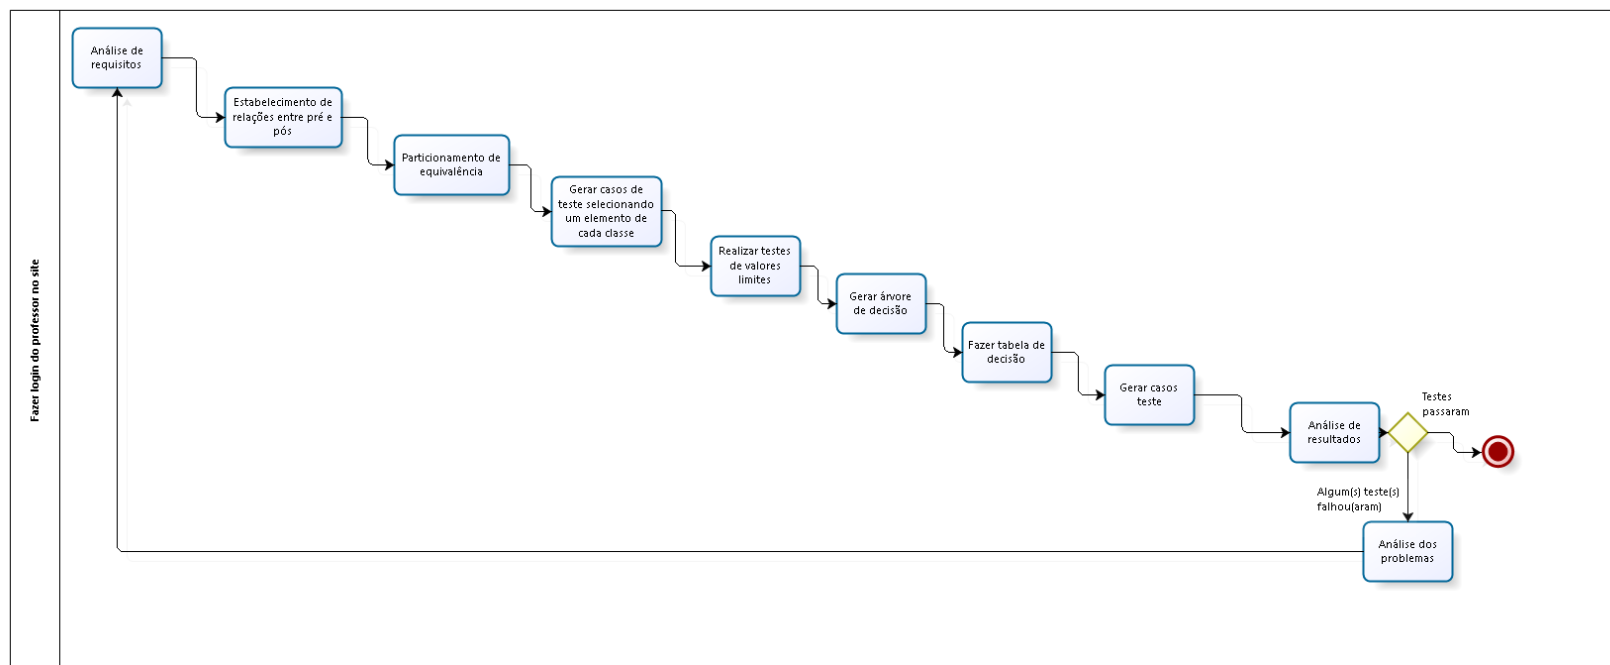 Fazer login do professor no site
Análise de
requisitos
Estabelecimento de
relações entre pré e
pós
Particionamento de
equivalência
Gerar casos de
teste selecionando
um elemento de
cada classe
Realizar testes
de valores
limites
Gerar árvore
de decisão
Fazer tabela de
decisão
Gerar casos
teste
Análise de
resultados
Testes
passaram
Algum(s) teste(s)
falhou(aram)
Análise dos
problemas